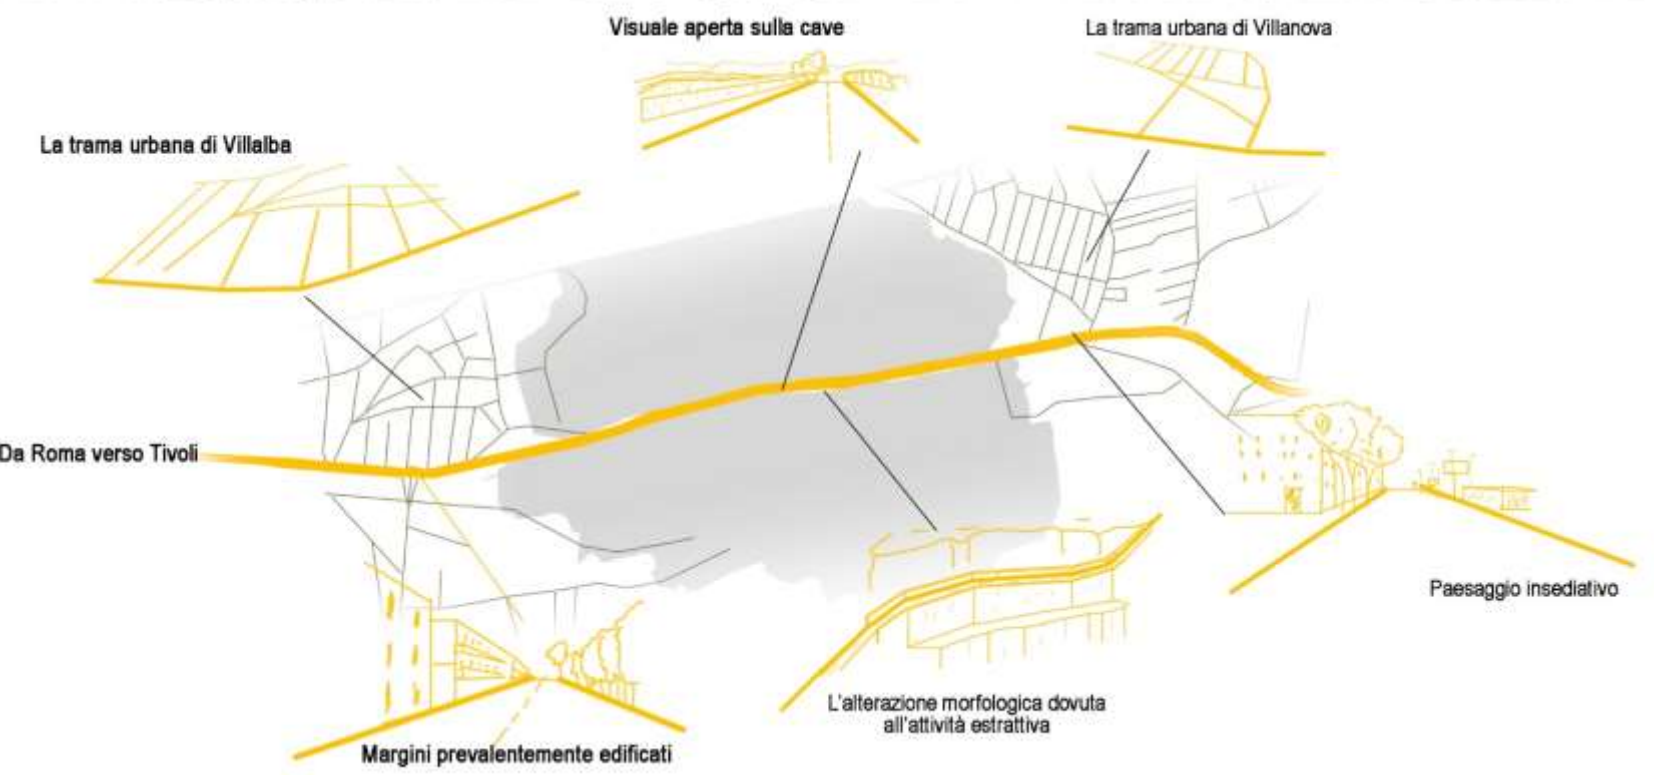 Visuale aperta sulla cave
La trama urbana di Villanova
La trama urbana di Villalba
Da Roma verso Tivoli
Paesaggio insediativo
L'alterazione morfologica dovuta
all'attività estrattiva
Margini prevalentemente edificati